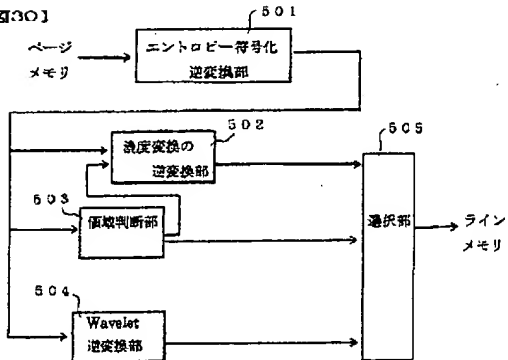 【図30】
501
ページ
メモリ
エントロピー符号化
逆変換部
502
505
濃度変換の
逆変換部
503
領域判断部
選択部
ライン
メモリ
504
Wavelet
逆変換部